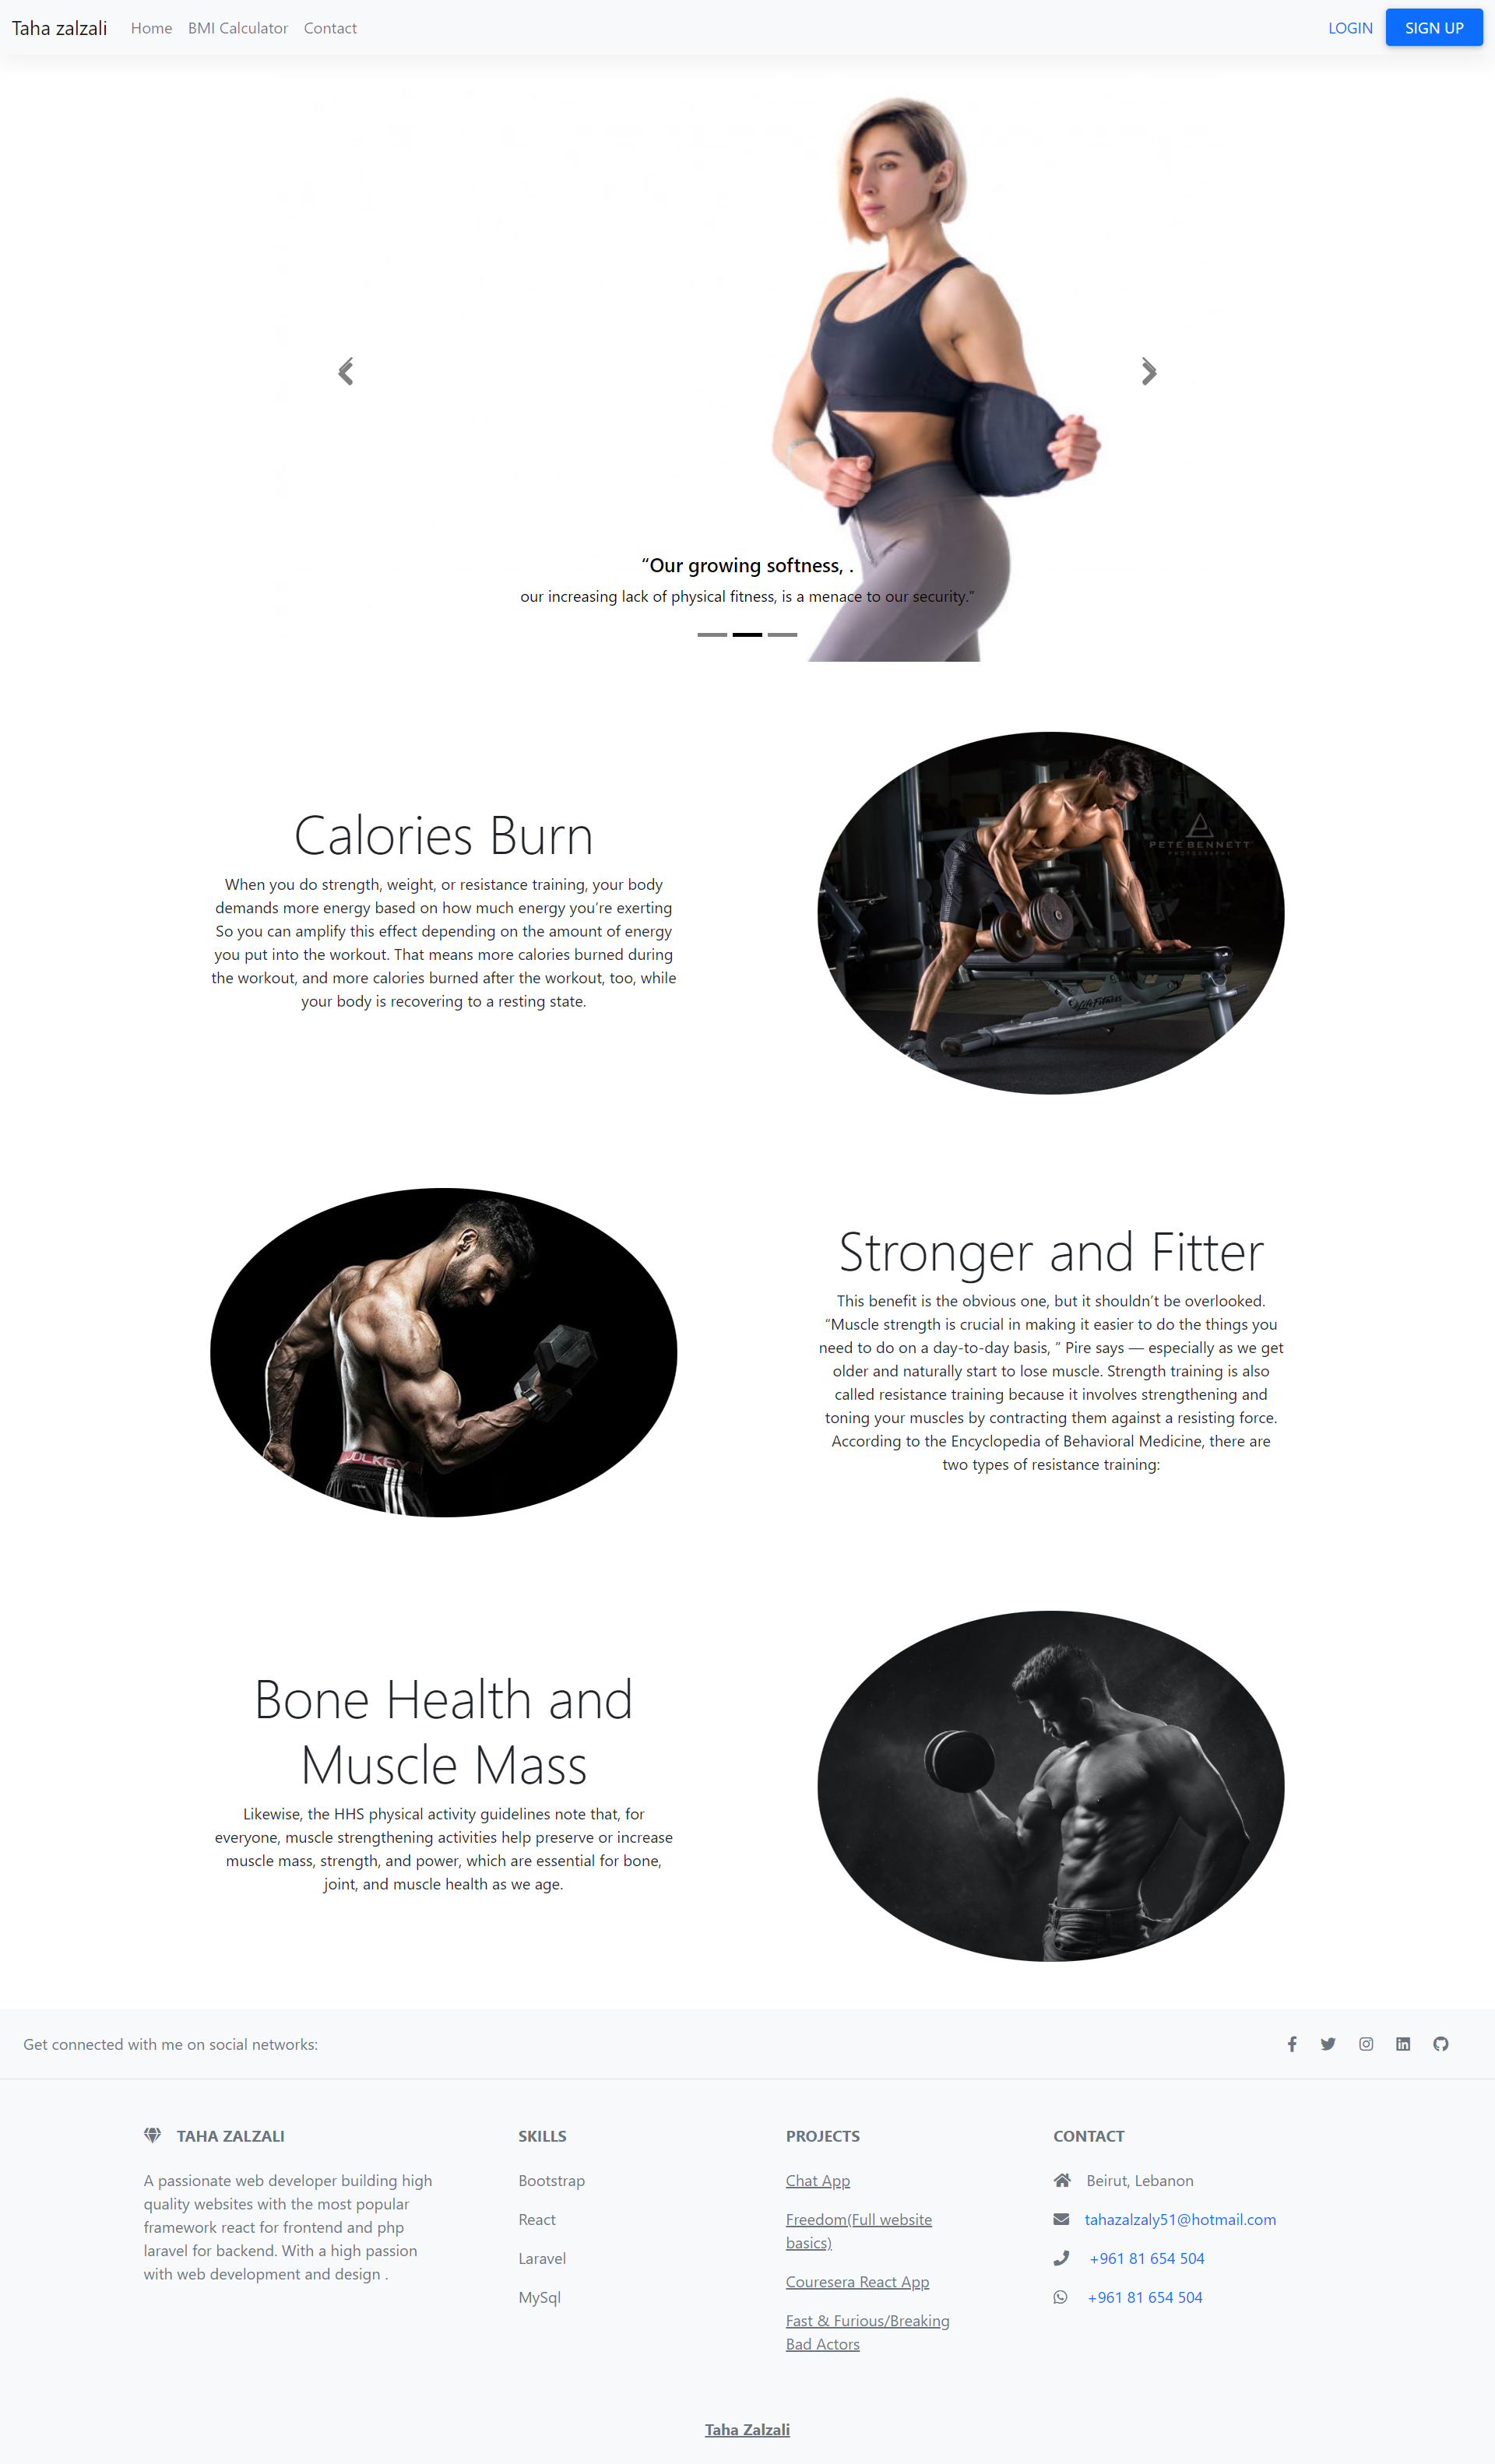 Taha zalzali
Home
BMI Calculator
Contact
LOGIN
SIGN UP
“Our growing softness, .
our increasing lack of physical fitness, is a menace to our security.”
Calories Burn
When you do strength, weight, or resistance training, your body
demands more energy based on how much energy you’re exerting
So you can amplify this effect depending on the amount of energy
you put into the workout. That means more calories burned during
the workout, and more calories burned after the workout, too, while
your body is recovering to a resting state.
PETE BENNETT
PHOTOGRAPHY
Life Fitness
JOLKEY
Stronger and Fitter
This benefit is the obvious one, but it shouldn’t be overlooked.
“Muscle strength is crucial in making it easier to do the things you
need to do on a day-to-day basis, ” Pire says — especially as we get
older and naturally start to lose muscle. Strength training is also
called resistance training because it involves strengthening and
toning your muscles by contracting them against a resisting force.
According to the Encyclopedia of Behavioral Medicine, there are
two types of resistance training:
Bone Health and
Muscle Mass
Likewise, the HHS physical activity guidelines note that, for
everyone, muscle strengthening activities help preserve or increase
muscle mass, strength, and power, which are essential for bone,
joint, and muscle health as we age.
Get connected with me on social networks:
TAHA ZALZALI
A passionate web developer building high
quality websites with the most popular
framework react for frontend and php
laravel for backend. With a high passion
with web development and design .
SKILLS
Bootstrap
React
Laravel
MySql
PROJECTS
Chat App
Freedom(Full website
basics)
Couresera React App
Fast & Furious/Breaking
Bad Actors
CONTACT
Beirut, Lebanon
tahazalzaly51@hotmail.com
+961 81 654 504
+961 81 654 504
Taha Zalzali